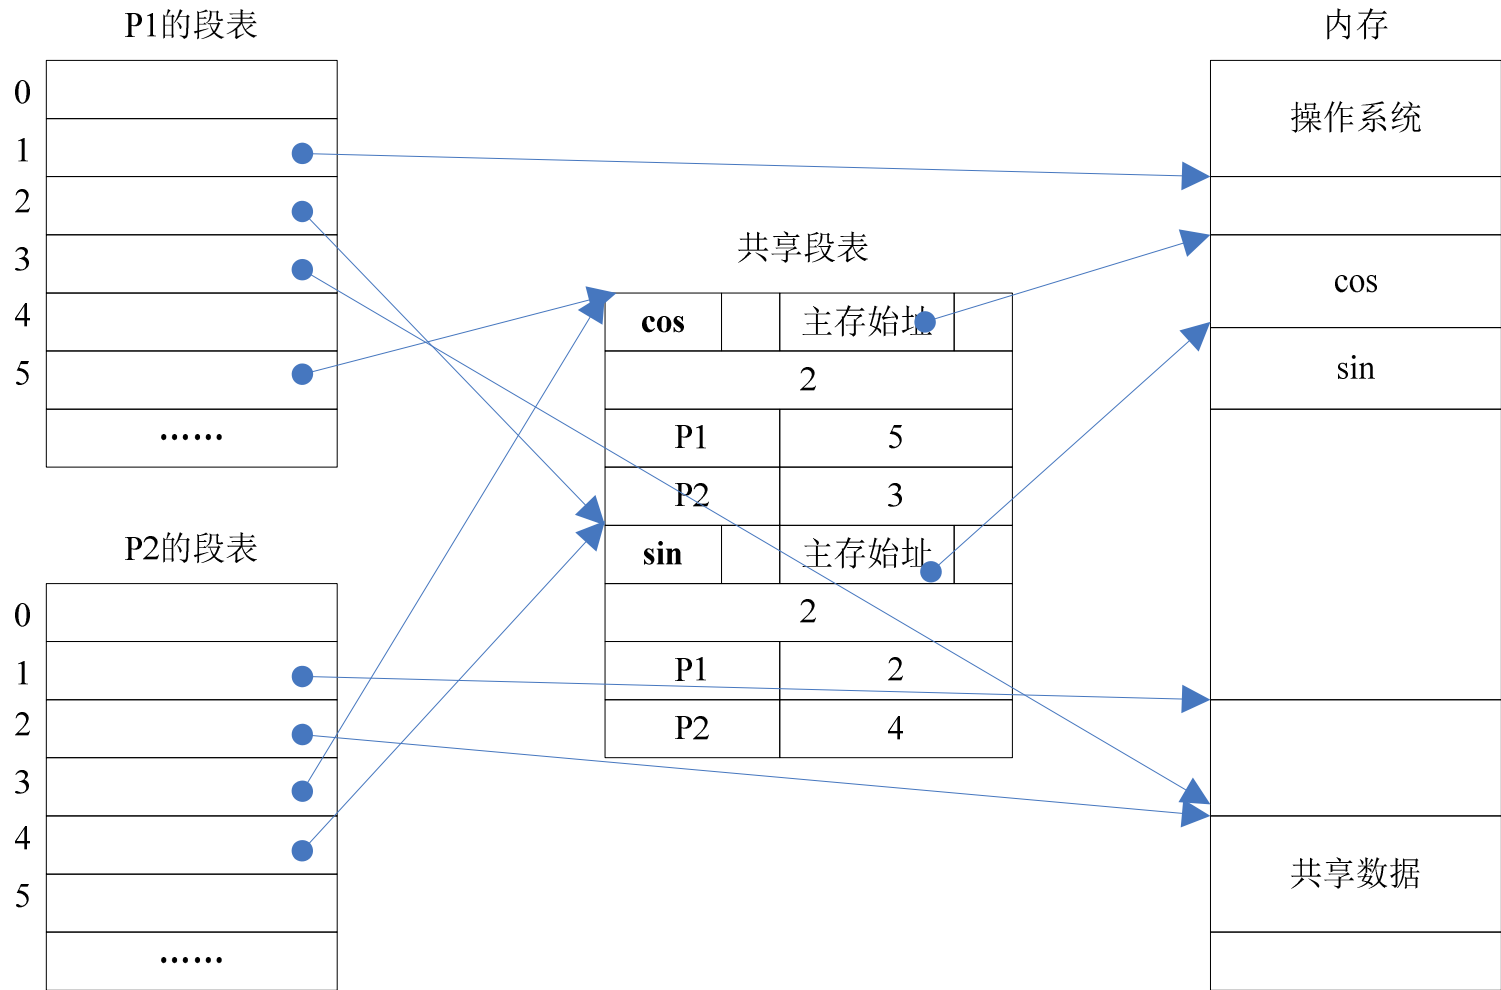 P1的段表
0
1
2
3
4
5
……
P2的段表
0
1
2
3
4
5
……
共享段表
cos 主存始址
2
P1 5
P2 3
sin 主存始址
2
P1 2
P2 4
内存
操作系统
cos
sin
共享数据